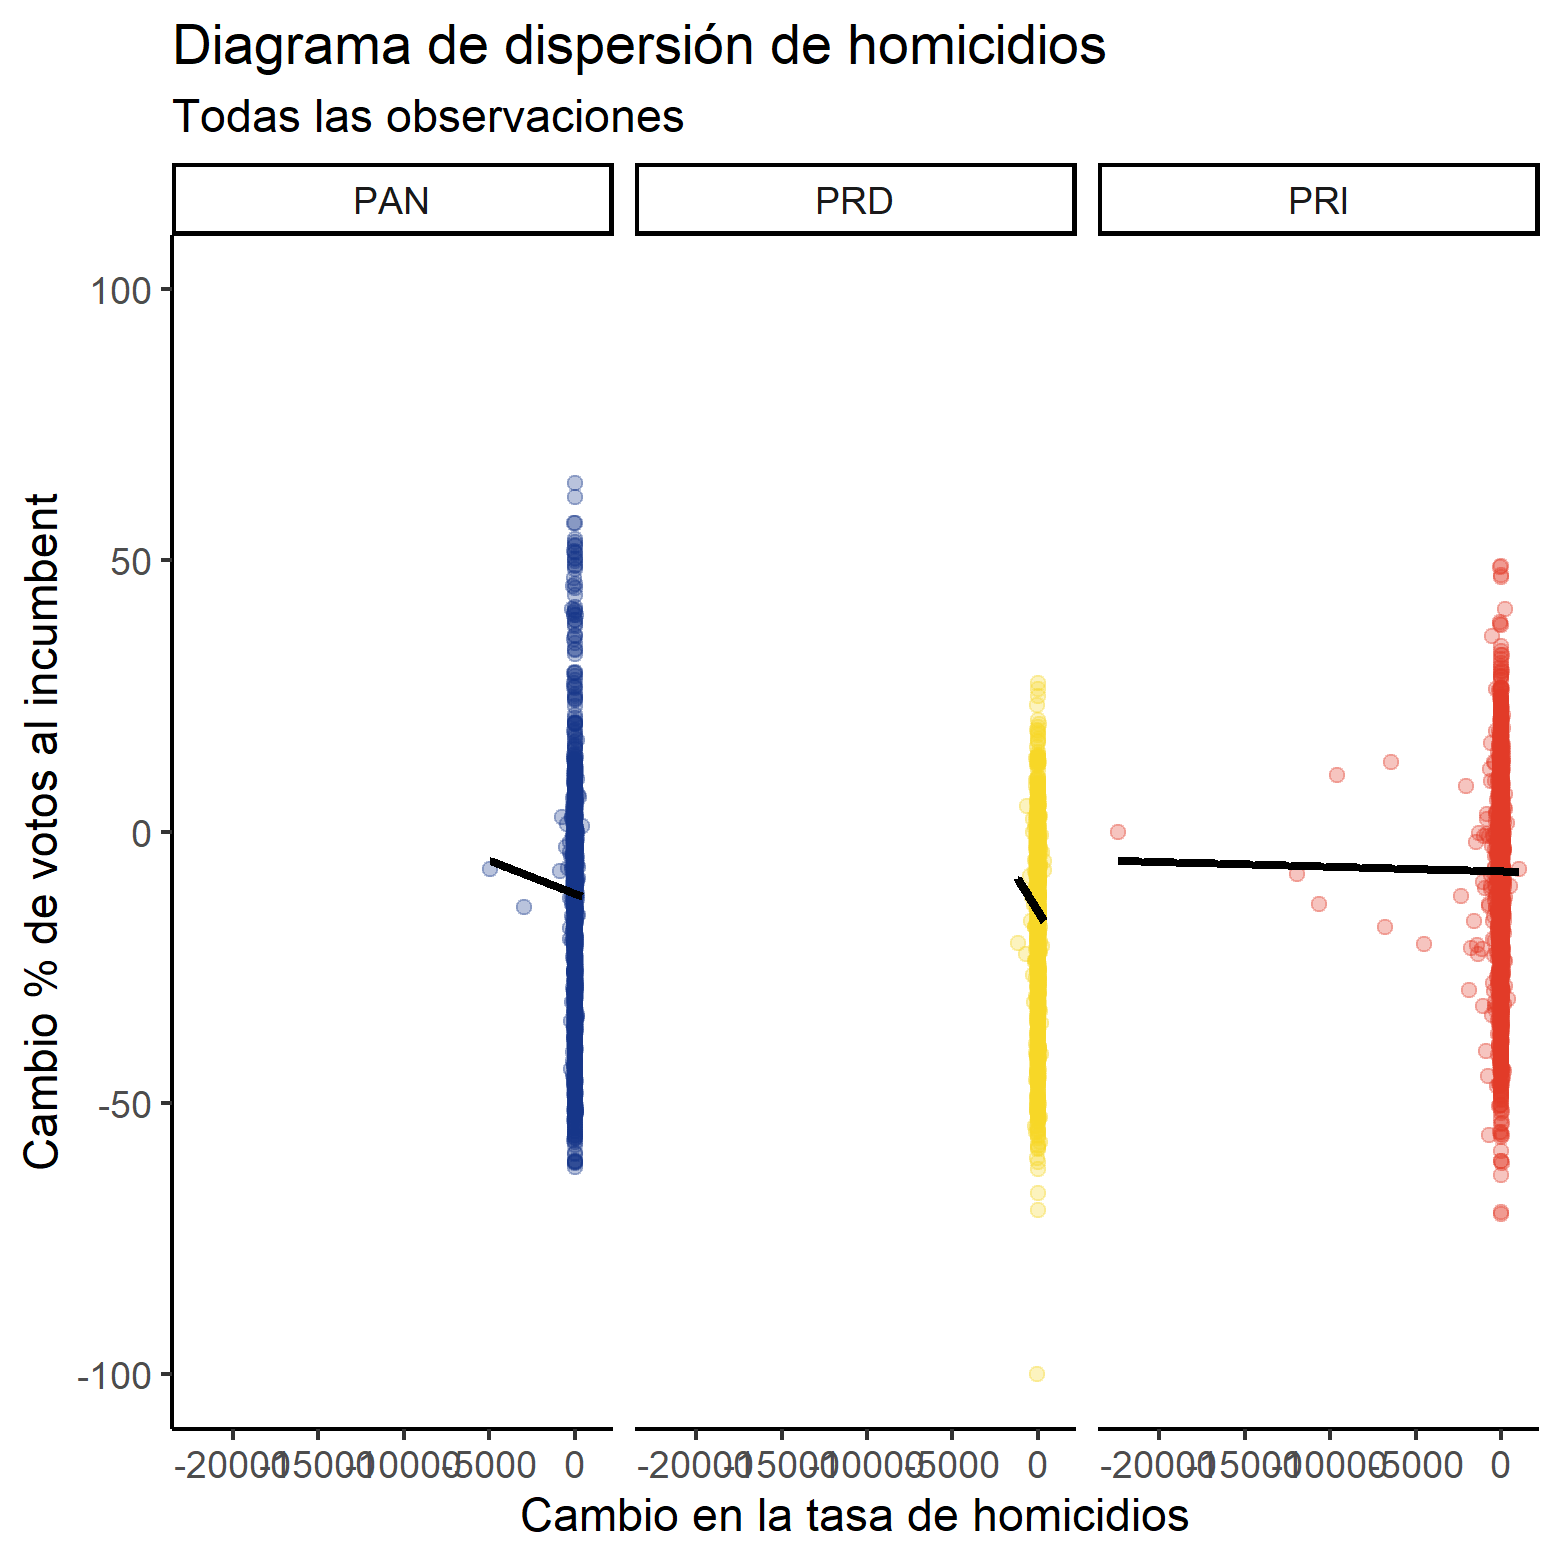 Diagrama de dispersión de homicidios
Todas las observaciones
PAN PRD PRI
100
50
0
-50
-100
Cambio % de votos al incumbent
-20000 -15000 -10000 -5000 0 -20000 -15000 -10000 -5000 0 -20000 -15000 -10000 -5000 0
Cambio en la tasa de homicidios